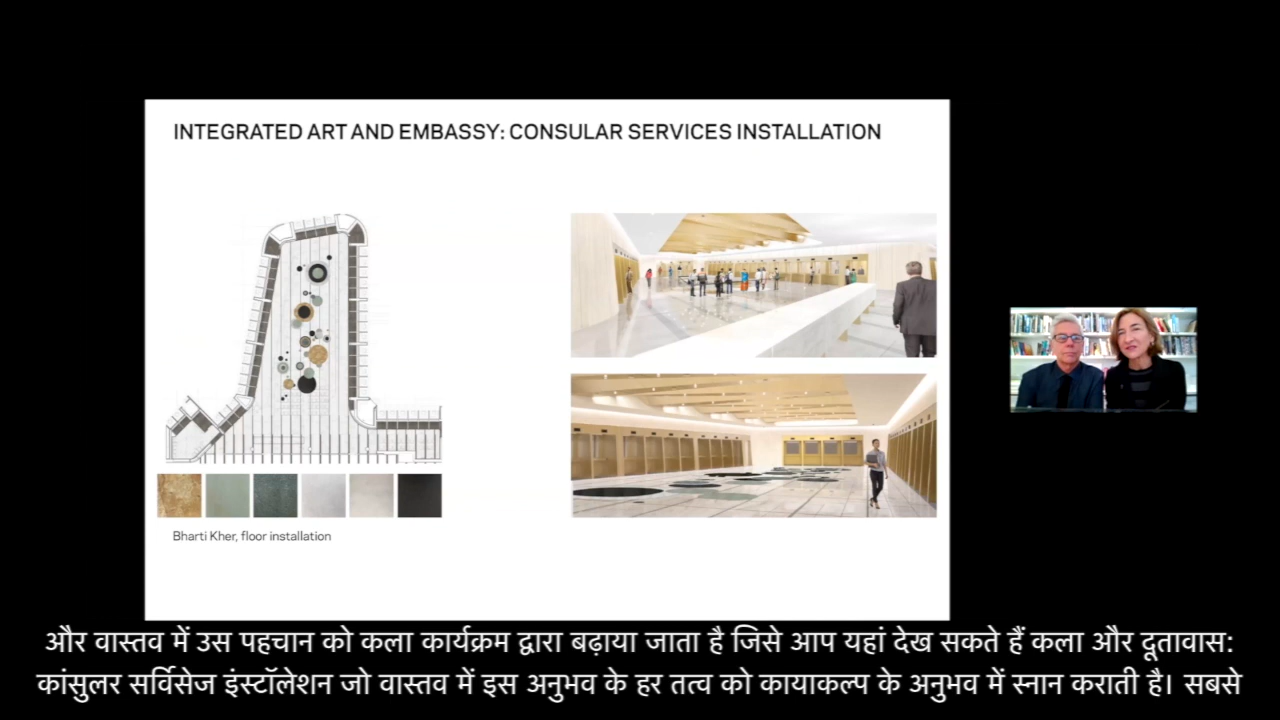 INTEGRATED ART AND EMBASSY: CONSULAR SERVICES INSTALLATION
Bharti Kher, floor installation
और वास्तव में उस पहचान को कला कार्यक्रम द्वारा बढ़ाया जाता है जिसे आप यहां देख सकते हैं कला और दूतावास:
कांसुलर सर्विसेज इंस्टॉलेशन जो वास्तव में इस अनुभव के हर तत्व को कायाकल्प के अनुभव में स्नान कराती है। सबसे